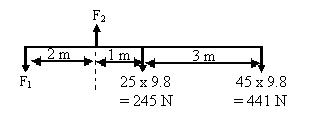 F2
2 m 1 m 3 m
F1 25 x 9.8 45 x 9.8
= 245 N = 441 N